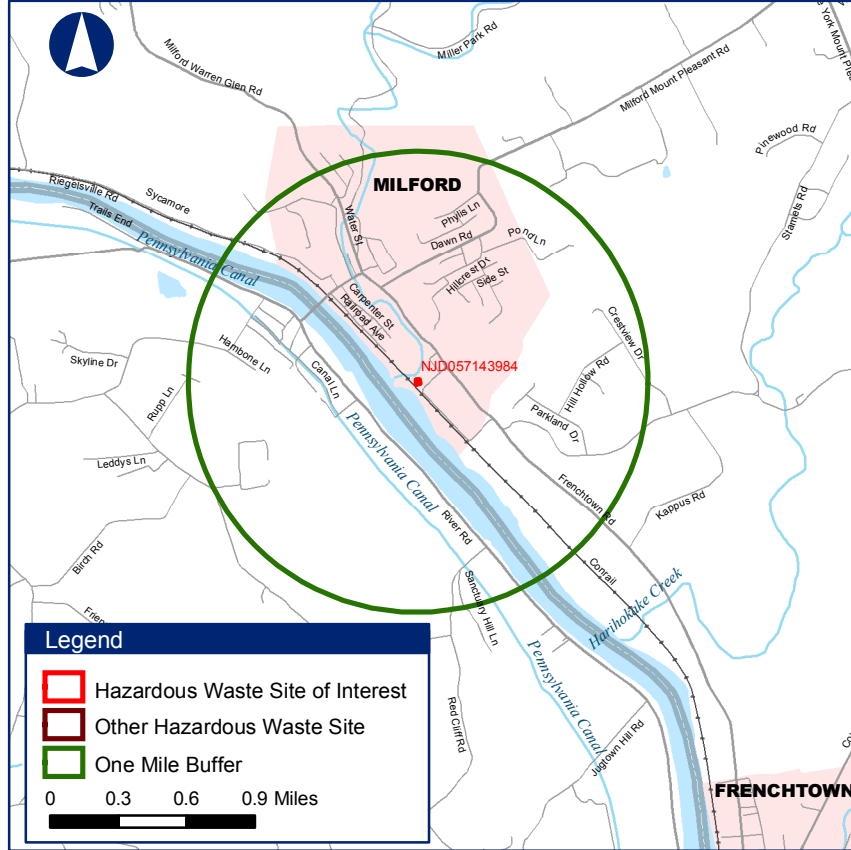 Miller Park Rd
Milford Warren Glen Rd
Milford Mount Pleasant Rd
Pinewood Rd
Stamets Rd
Riegelsville Rd
Sycamore
Trails End
Pennsylvania Canal
MILFORD
Water St
Phylis Ln
Dawn Rd
Pond Ln
Hillcrest Dr
Side St
Carpenter St
Railroad Ave
Crestview Dr
Hill Hollow Rd
Parkland Dr
NJD057143984
Skyline Dr
Hambone Ln
Rupp Ln
Canal Ln
Leddys Ln
Pennsylvania Canal
Frenchtown Rd
Kappus Rd
River Rd
Birch Rd
Conrail
Sanctuary Hill Ln
Harihokake Creek
Pennsylvania Canal
Red Cliff Rd
Jugtown Hill Rd
FRENCHTOWN
Legend
Hazardous Waste Site of Interest
Other Hazardous Waste Site
One Mile Buffer
0 0.3 0.6 0.9 Miles